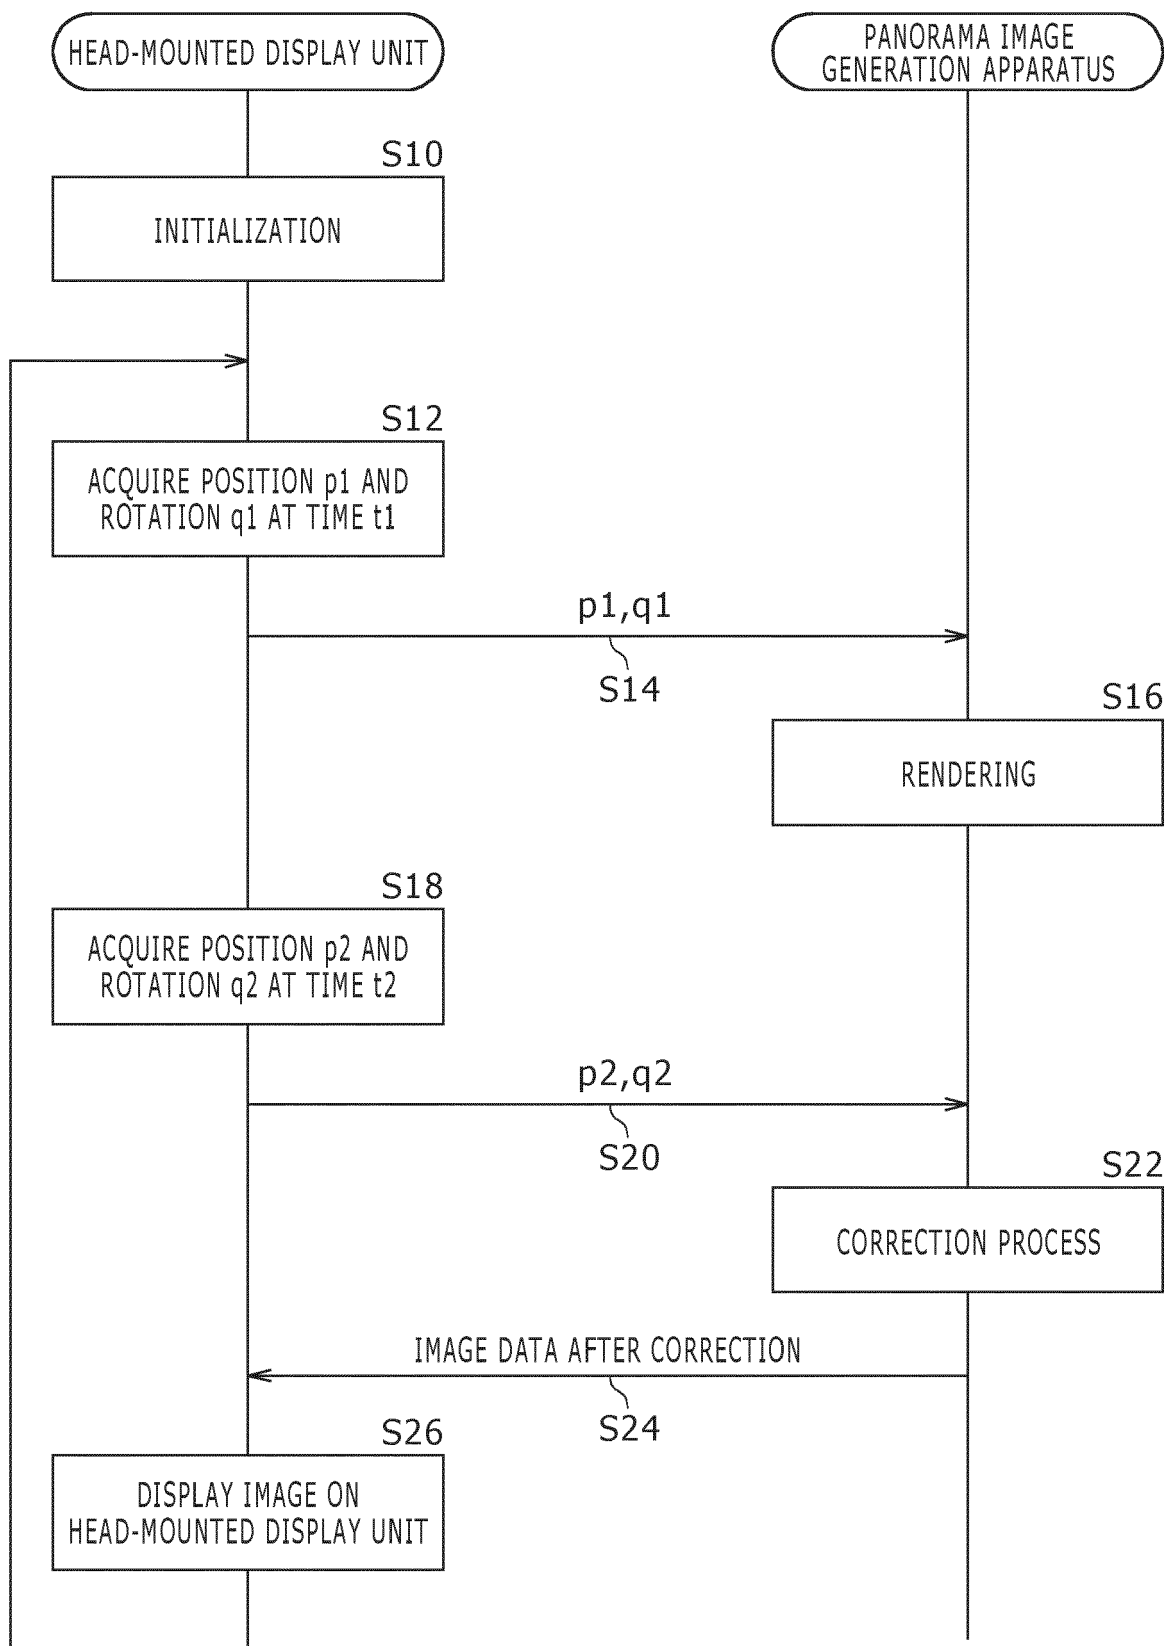 HEAD-MOUNTED DISPLAY UNIT
PANORAMA IMAGE
GENERATION APPARATUS
S10
INITIALIZATION
S12
ACQUIRE POSITION p1 AND
ROTATION q1 AT TIME t1
p1,q1
S14
S16
RENDERING
S18
ACQUIRE POSITION p2 AND
ROTATION q2 AT TIME t2
p2,q2
S20
S22
CORRECTION PROCESS
IMAGE DATA AFTER CORRECTION
S24
S26
DISPLAY IMAGE ON
HEAD-MOUNTED DISPLAY UNIT